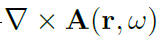 ∇ × A(r, ω)